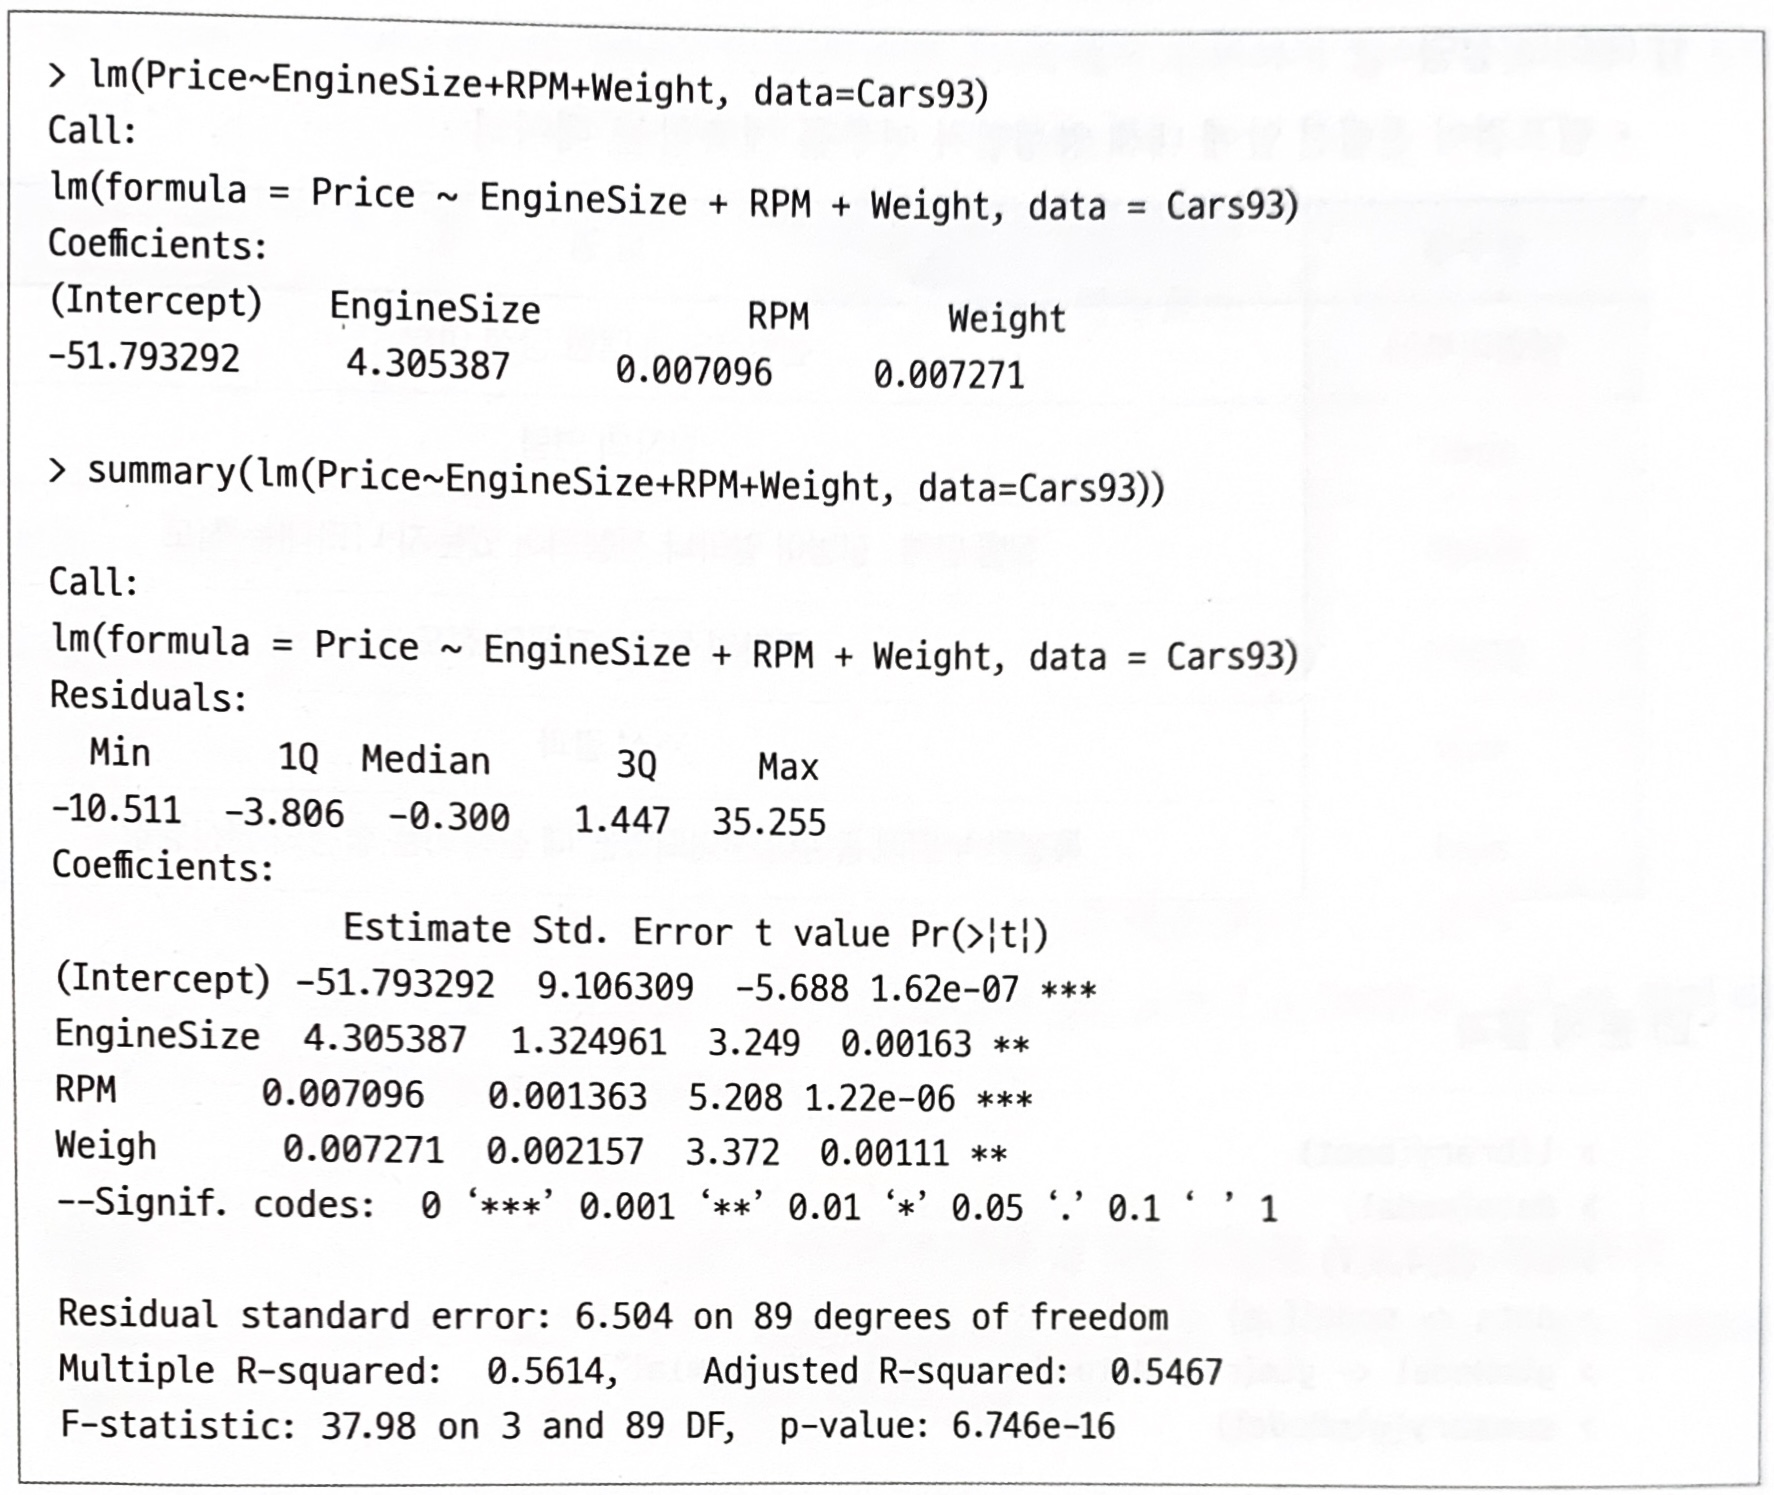 > lm(Price~EngineSize+RPM+Weight, data=Cars93)
Call:
lm(formula = Price ~ EngineSize + RPM + Weight, data = Cars93)
Coefficients:
(Intercept) EngineSize RPM Weight
-51.793292 4.305387 0.007096 0.007271
> summary(lm(Price~EngineSize+RPM+Weight, data=Cars93))
Call:
lm(formula = Price ~ EngineSize + RPM + Weight, data = Cars93)
Residuals:
Min 1Q Median 3Q Max
-10.511 -3.806 -0.300 1.447 35.255
Coefficients:
Estimate Std. Error t value Pr(>¦t¦)
(Intercept) -51.793292 9.106309 -5.688 1.62e-07 ***
EngineSize 4.305387 1.324961 3.249 0.00163 **
RPM 0.007096 0.001363 5.208 1.22e-06 ***
Weigh 0.007271 0.002157 3.372 0.00111 **
--Signif. codes: 0 ‘***’ 0.001 ‘**’ 0.01 ‘*’ 0.05 ‘.’ 0.1 ‘ ’ 1
Residual standard error: 6.504 on 89 degrees of freedom
Multiple R-squared: 0.5614, Adjusted R-squared: 0.5467
F-statistic: 37.98 on 3 and 89 DF, p-value: 6.746e-16